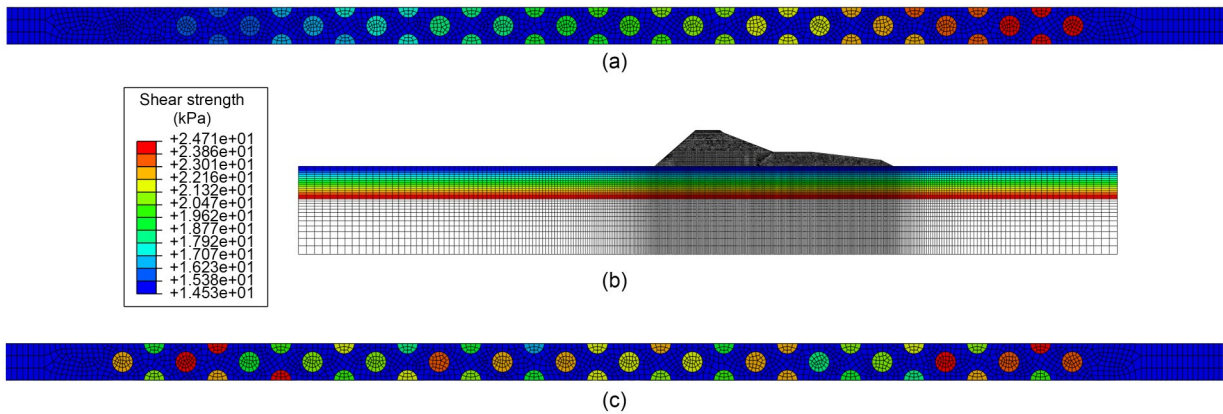 (a)
Shear strength
(kPa)
+2.471e+01
+2.386e+01
+2.301e+01
+2.216e+01
+2.132e+01
+2.047e+01
+1.962e+01
+1.877e+01
+1.792e+01
+1.707e+01
+1.623e+01
+1.538e+01
+1.453e+01
(b)
(c)